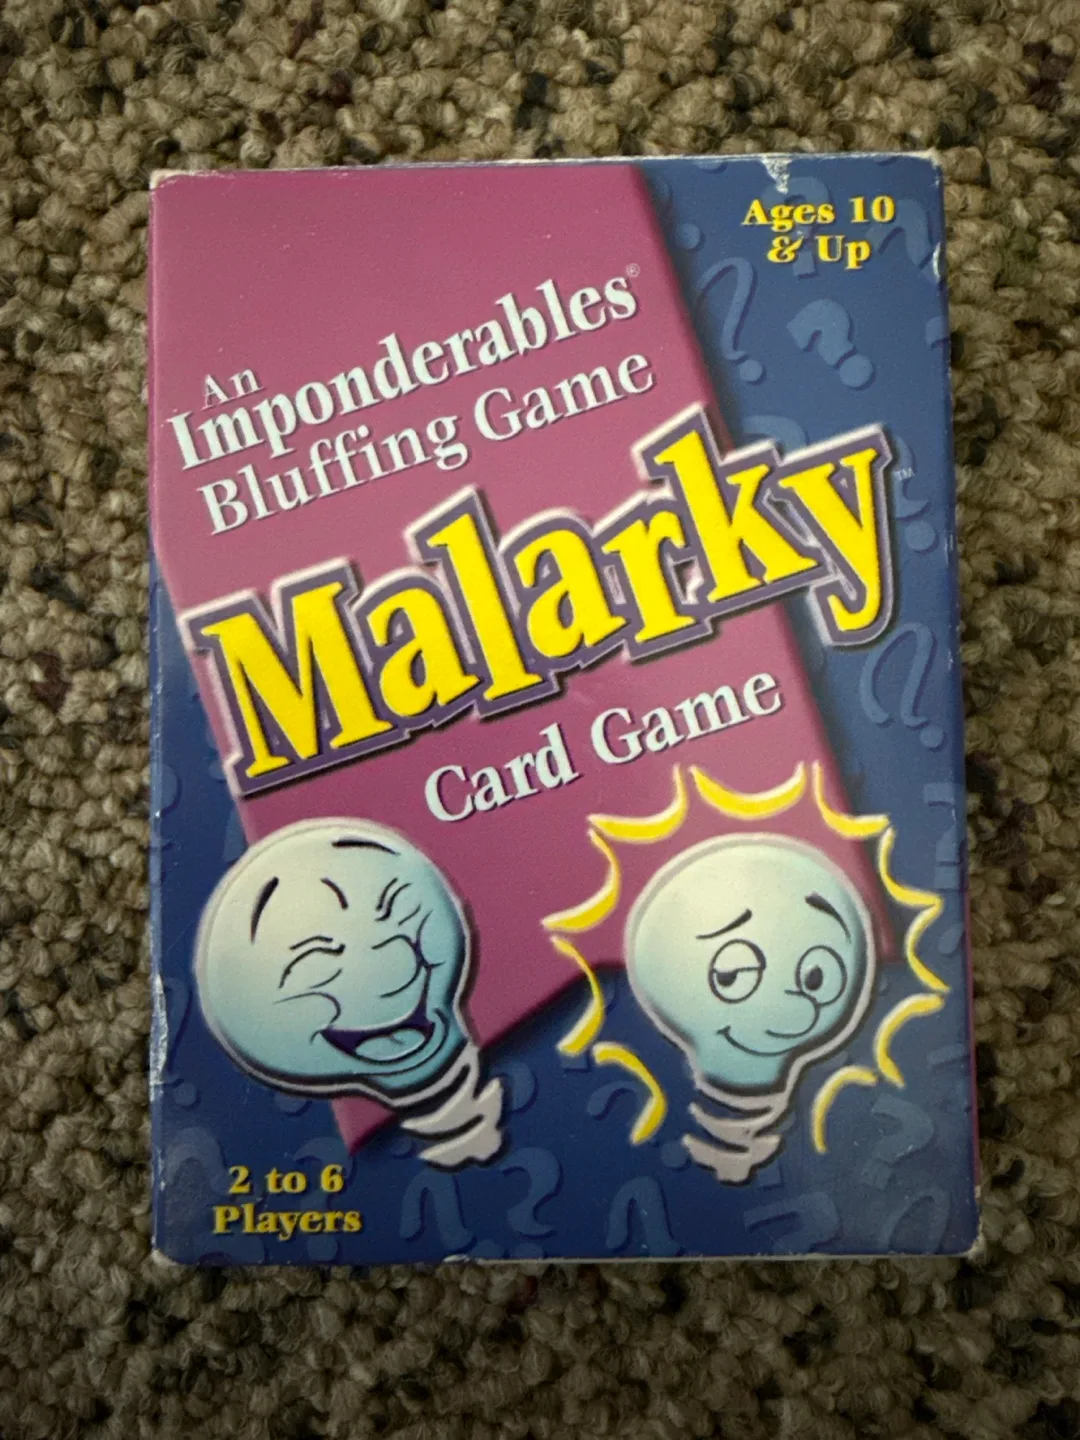 Ages 10
& Up
An
Imponderables®
Bluffing Game
Malarky™
Card Game
2 to 6
Players